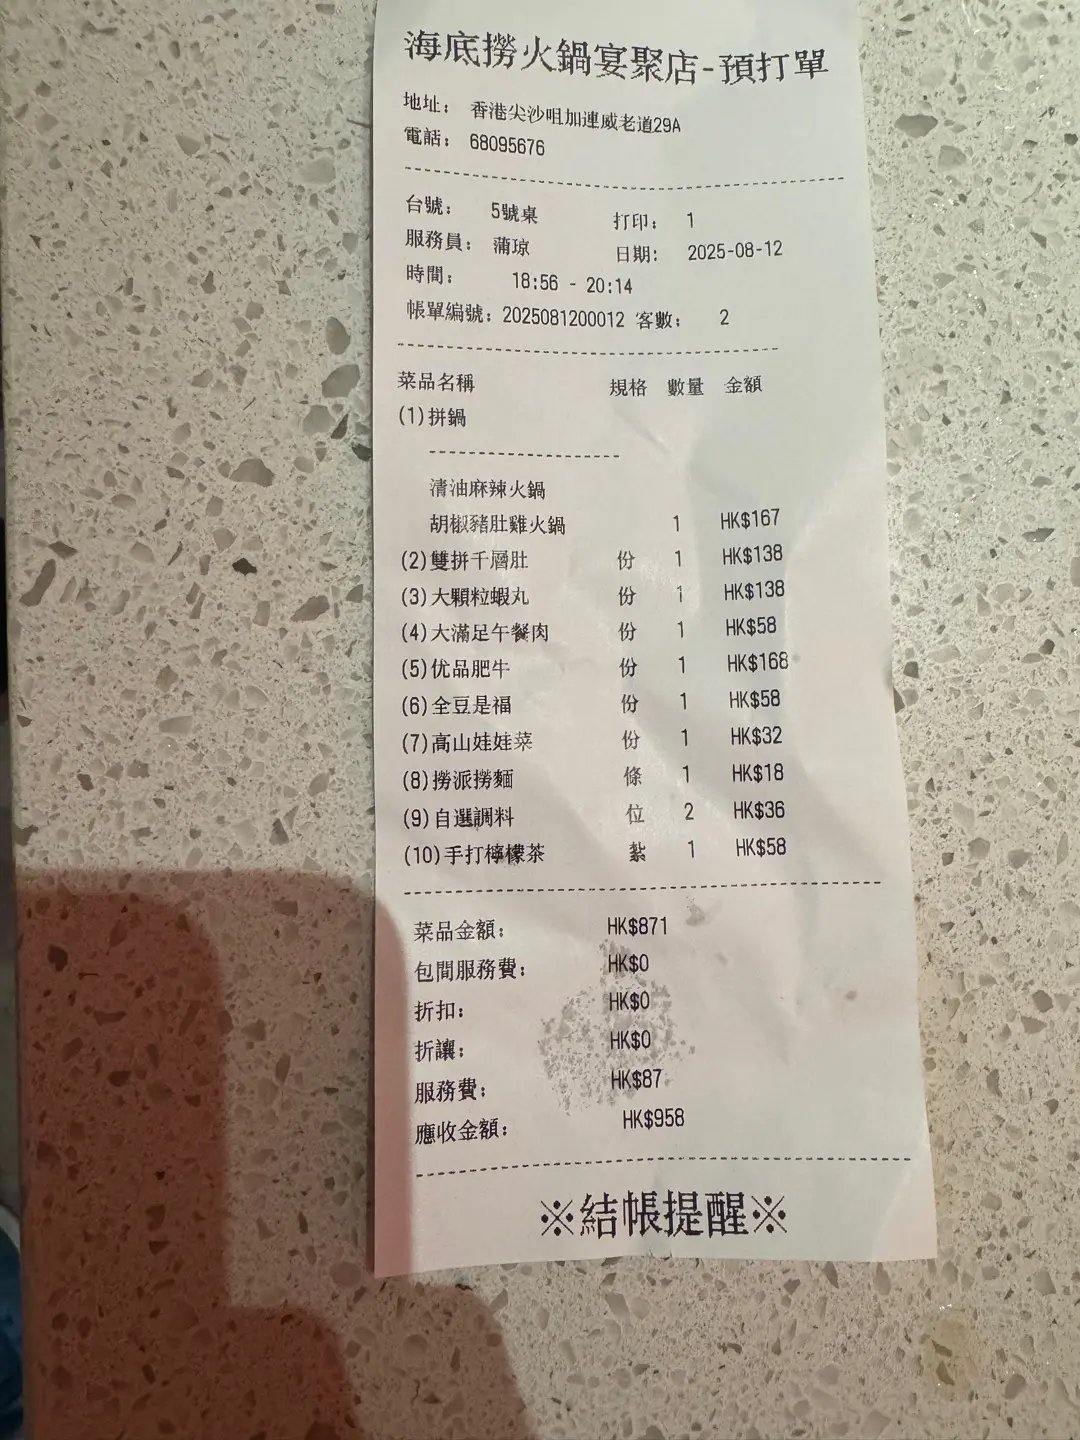 海底撈火鍋宴聚店-預打單
地址： 香港尖沙咀加連威老道29A
電話： 68095676
台號： 5號桌 打印： 1
服務員： 蒲琼 日期： 2025-08-12
時間： 18:56 - 20:14
帳單編號：2025081200012 客數： 2
菜品名稱 規格 數量 金額
(1)拼鍋
清油麻辣火鍋
胡椒豬肚雞火鍋 1 HK$167
(2)雙拼千層肚 份 1 HK$138
(3)大顆粒蝦丸 份 1 HK$138
(4)大滿足午餐肉 份 1 HK$58
(5)优品肥牛 份 1 HK$168
(6)全豆是福 份 1 HK$58
(7)高山娃娃菜 份 1 HK$32
(8)撈派撈麵 條 1 HK$18
(9)自選調料 位 2 HK$36
(10)手打檸檬茶 紮 1 HK$58
菜品金額： HK$871
包間服務費： HK$0
折扣： HK$0
折讓： HK$0
服務費： HK$87
應收金額： HK$958
※結帳提醒※